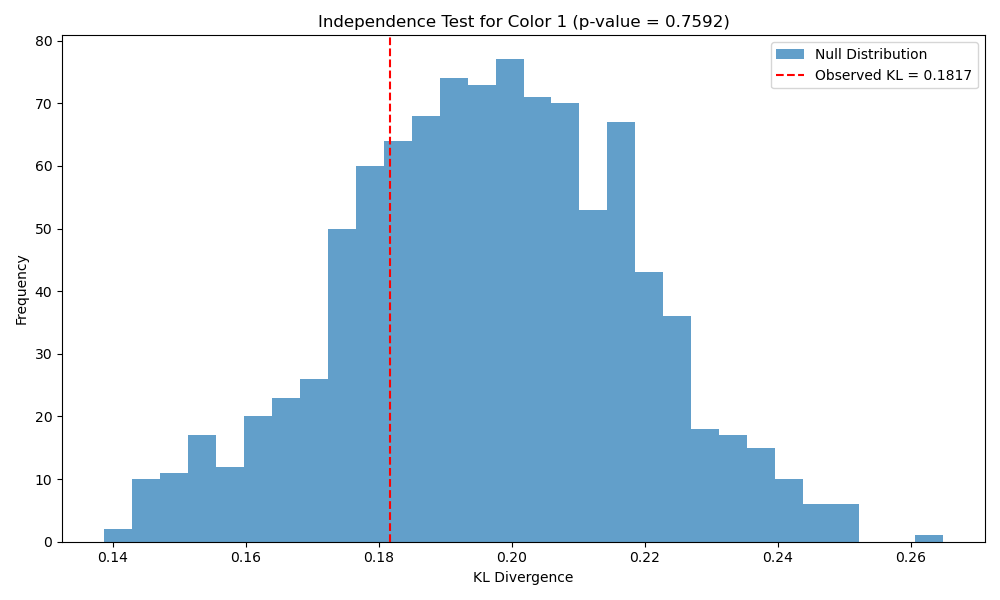 Independence Test for Color 1 (p-value = 0.7592)
Null Distribution
Observed KL = 0.1817
80
70
60
50
40
30
20
10
0
Frequency
0.14 0.16 0.18 0.20 0.22 0.24 0.26
KL Divergence